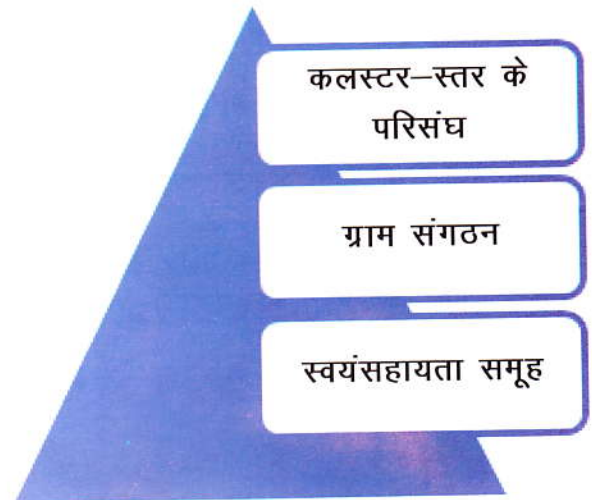 कलस्टर–स्तर के
परिसंघ
ग्राम संगठन
स्वयंसहायता समूह